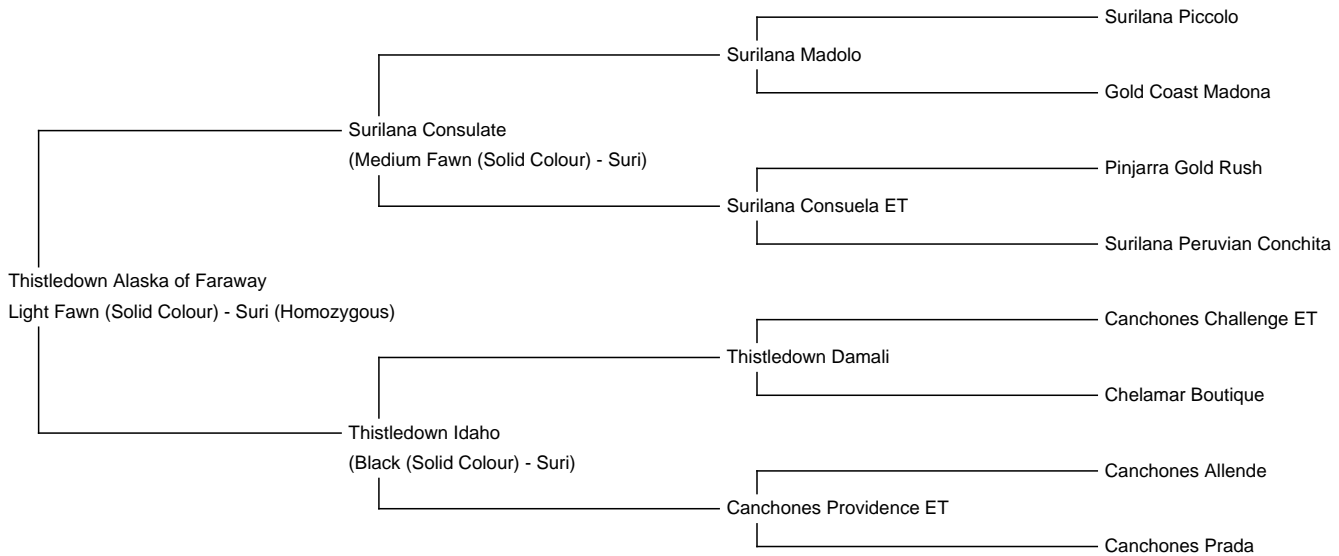 Surilana Piccolo
Surilana Madolo
Gold Coast Madona
Surilana Consulate
(Medium Fawn (Solid Colour) - Suri)
Pinjarra Gold Rush
Surilana Consuela ET
Surilana Peruvian Conchita
Thistledown Alaska of Faraway
Light Fawn (Solid Colour) - Suri (Homozygous)
Canchones Challenge ET
Thistledown Damali
Chelamar Boutique
Thistledown Idaho
(Black (Solid Colour) - Suri)
Canchones Allende
Canchones Providence ET
Canchones Prada